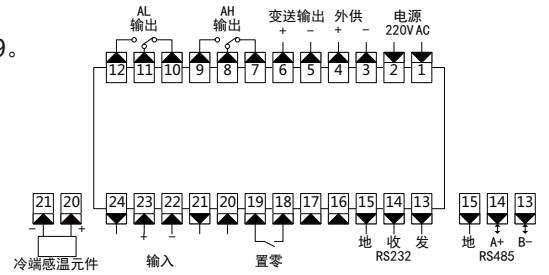 AL AH 变送输出 外供 电源
输出 输出 + − + − 220V AC
9。
12 11 10 9 8 7 6 5 4 3 2 1
21 20 24 23 22 21 20 19 18 17 16 15 14 13 15 14 13
− + + − 地 收 发 地 A+ B-
冷端感温元件 输入 置零 RS232 RS485